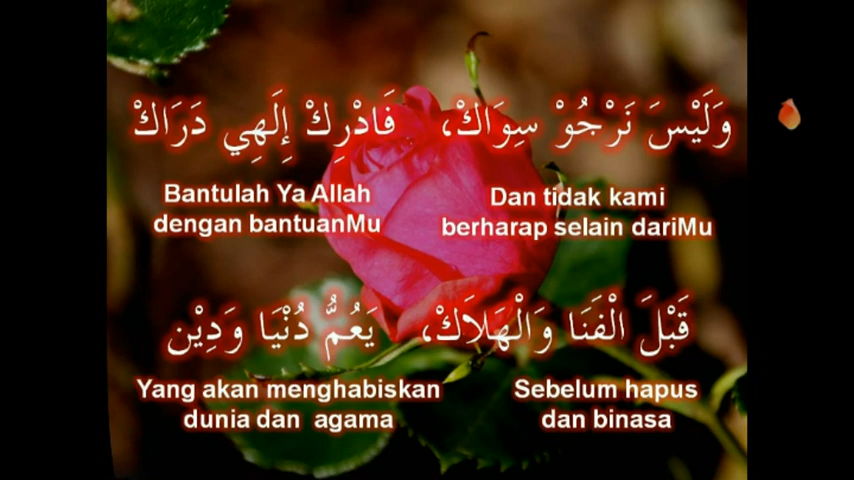 وَلَيْسَ نَرْجُوْ سِوَاكْ، فَادْرِكْ إِلَهِي دَرَاكْ
Dan tidak kami
berharap selain dariMu
Bantulah Ya Allah
dengan bantuanMu
قَبْلَ الْفَنَا وَالْهَلاَكْ، يَعُمُّ دُنْيَا وَدِيْن
Sebelum hapus
dan binasa
Yang akan menghabiskan
dunia dan agama